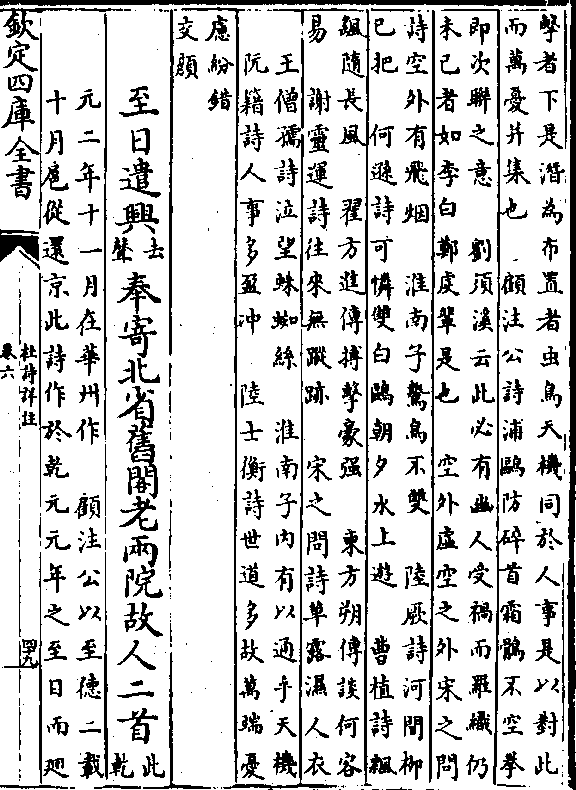 擊者下是潛為布置者虫鳥天機同於人事是以對此
而萬憂并集也　顧注公詩浦鷗防碎首霜鶻不空拳
即次聯之意　劉須溪云此必有幽人受禍而羅織仍
未已者如李白鄭虔輩是也　空外虛空之外宋之問
詩空外有飛烟　淮南子鷙鳥不雙　陸厥詩河間柳
已把　何遜詩可憐雙白鷗朝夕水上遊　曹植詩飄
飄隨長風　翟方進傳搏擊豪强　東方朔傳談何容
易　謝靈運詩往來無蹤跡　宋之問詩草露濕人衣
王僧孺詩泣望蛛蜘絲　淮南子内有以通乎天機
阮籍詩人事多盈冲　陸士衡詩世道多故萬端憂
慮紛錯
交願
至日遣興去聲奉寄北省舊閣老兩院故人二首此乾
元二年十一月在華州作　顧注公以至德二載
十月扈從還京此詩作於乾元元年之至日而廻
欽定四庫全書
杜詩詳註
卷六
四九